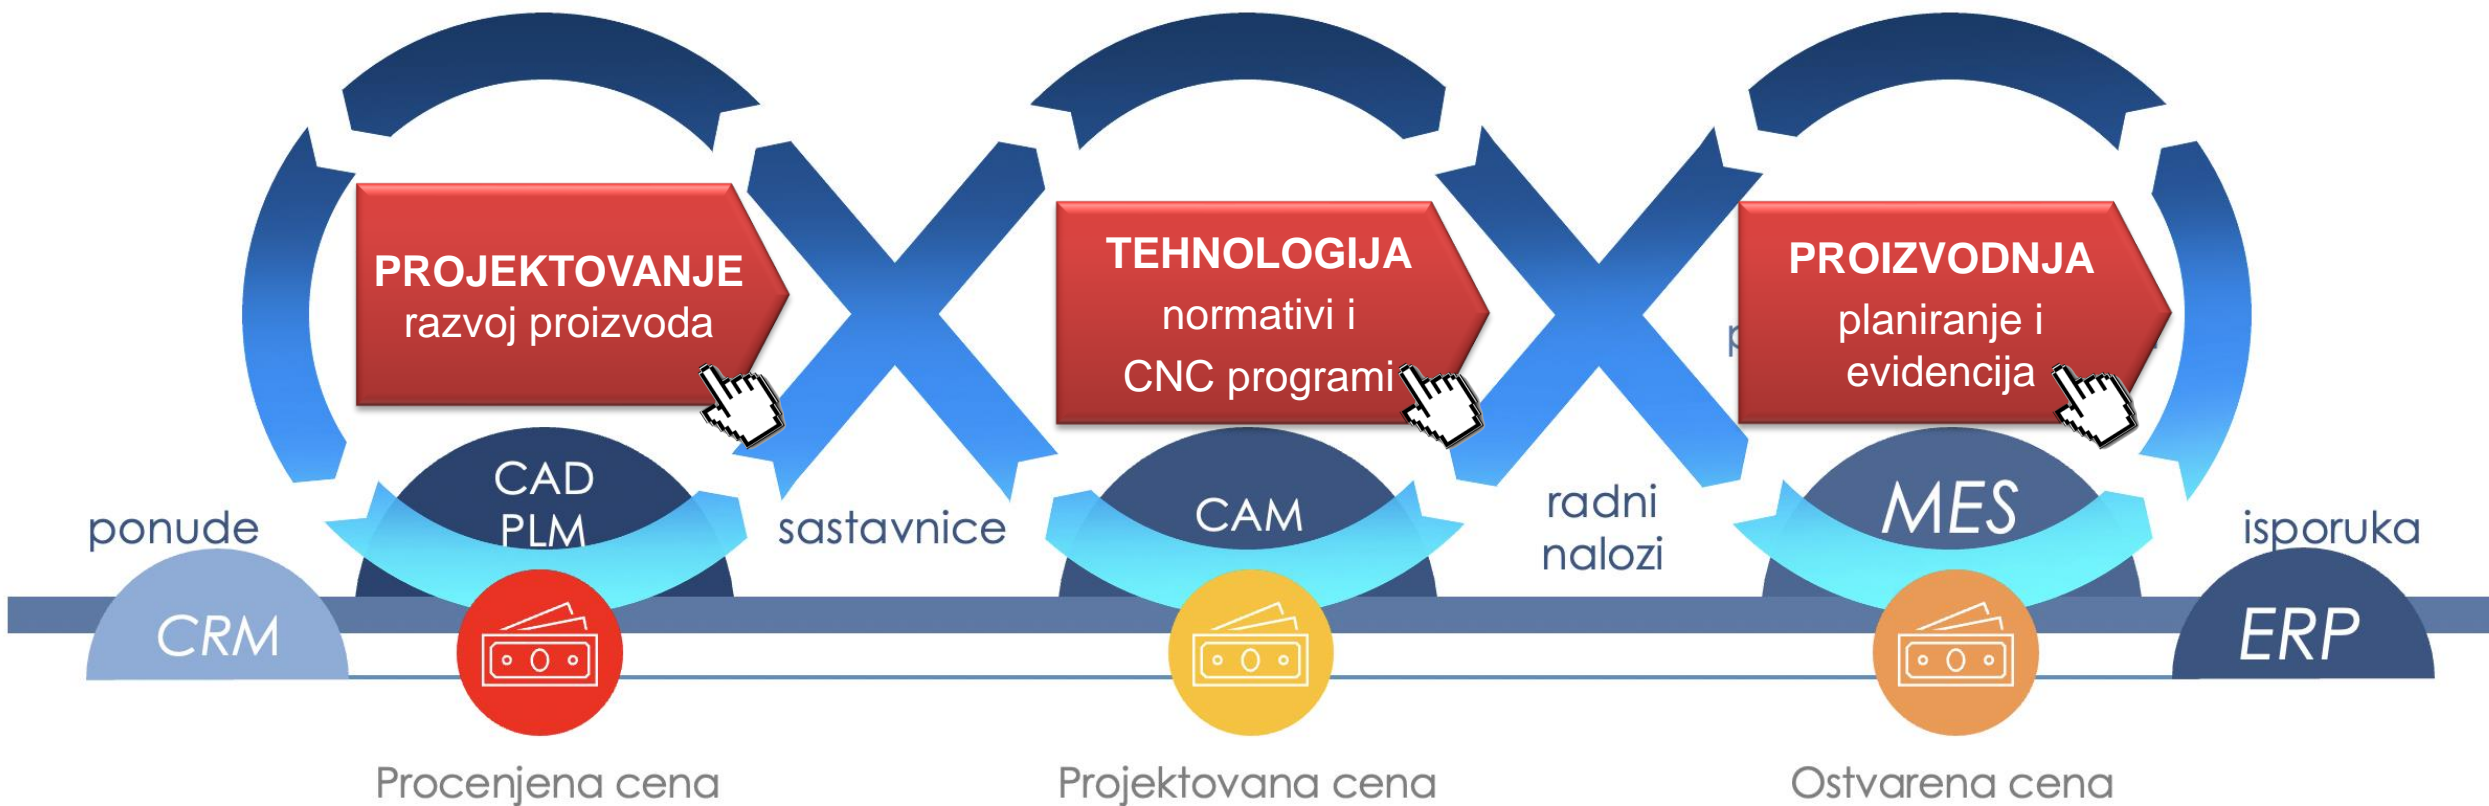 PROJEKTOVANJE
razvoj proizvoda
TEHNOLOGIJA
normativi i
CNC programi
PROIZVODNJA
planiranje i
evidencija
ponude
CAD
PLM
sastavnice
CAM
radni
nalozi
MES
isporuka
CRM
ERP
Procenjena cena
Projektovana cena
Ostvarena cena